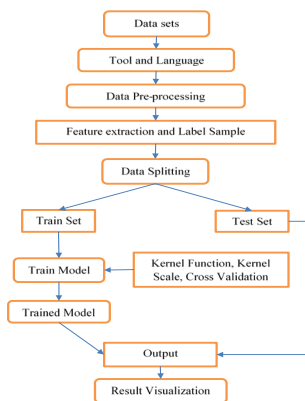 Data sets
Tool and Language
Data Pre-processing
Feature extraction and Label Sample
Data Splitting
Train Set
Test Set
Train Model
Kernel Function, Kernel
Scale, Cross Validation
Trained Model
Output
Result Visualization